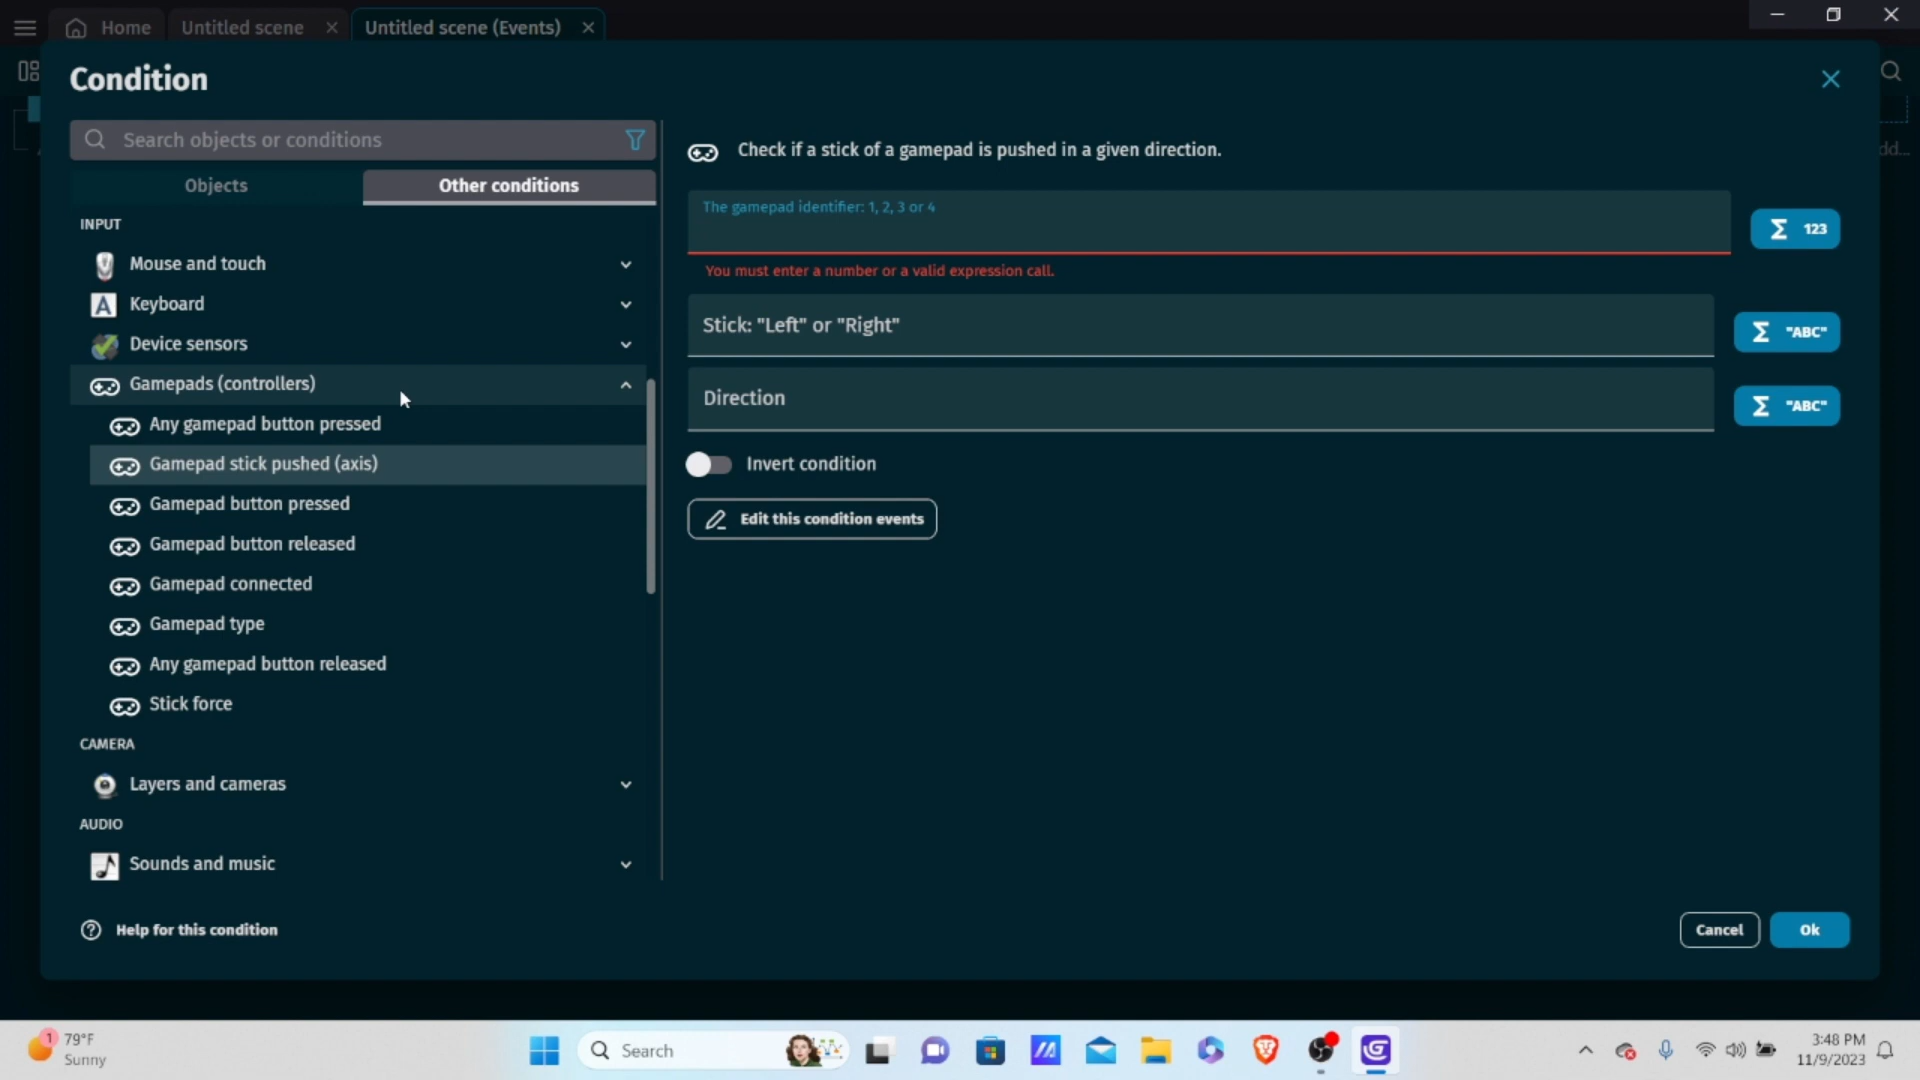 Home
Untitled scene
Untitled scene (Events)
Condition
Search objects or conditions
Objects
Other conditions
INPUT
Mouse and touch
Keyboard
Device sensors
Gamepads (controllers)
Any gamepad button pressed
Gamepad stick pushed (axis)
Gamepad button pressed
Gamepad button released
Gamepad connected
Gamepad type
Any gamepad button released
Stick force
CAMERA
Layers and cameras
AUDIO
Sounds and music
Help for this condition
Check if a stick of a gamepad is pushed in a given direction.
The gamepad identifier: 1, 2, 3 or 4
Σ 123
You must enter a number or a valid expression call.
Stick: "Left" or "Right"
Σ "ABC"
Direction
Σ "ABC"
Invert condition
Edit this condition events
Cancel
Ok
dd...
1
79°F
Sunny
Search
3:48 PM
11/9/2023